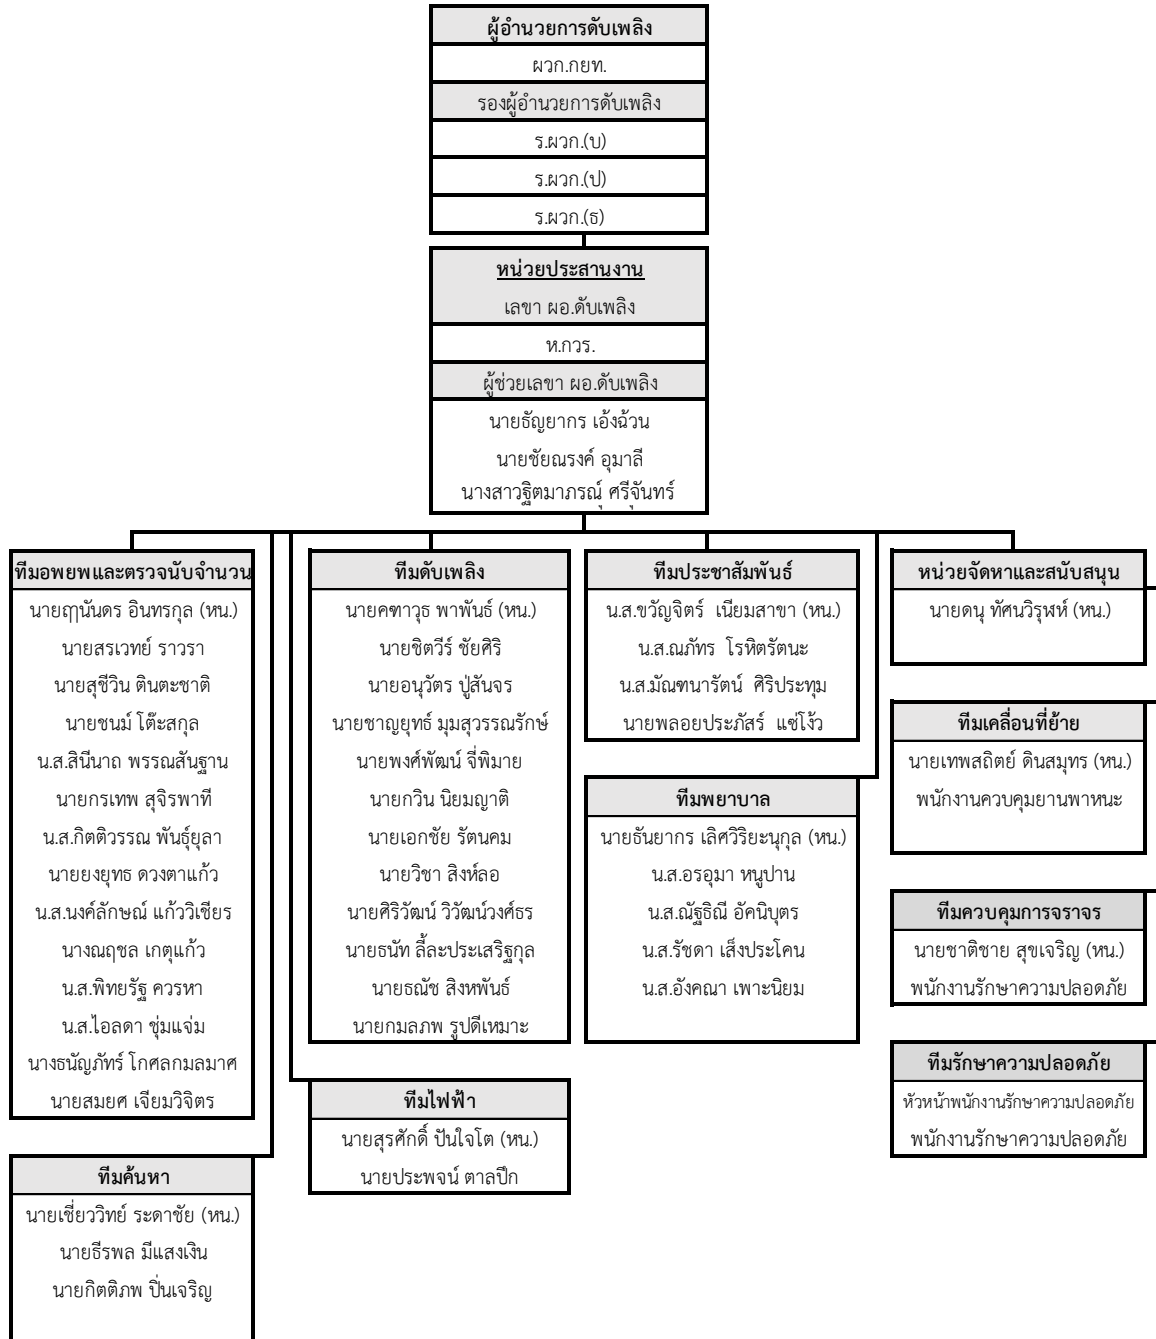 ผู้อำนวยการดับเพลิง
ผวก.กยท.
รองผู้อำนวยการดับเพลิง
ร.ผวก.(บ)
ร.ผวก.(ป)
ร.ผวก.(ธ)
หน่วยประสานงาน
เลขา ผอ.ดับเพลิง
ห.กวร.
ผู้ช่วยเลขา ผอ.ดับเพลิง
นายธัญยากร เอ้งฉ้วน
นายชัยณรงค์ อุมาลี
นางสาวฐิตมาภรณ์ ศรีจันทร์
ทีมอพยพและตรวจนับจำนวน
นายฤๅนันดร อินทรกุล (หน.)
นายสรเวทย์ ราวรา
นายสุชีวิน ตินตะชาติ
นายชนม์ โต๊ะสกุล
น.ส.สินีนาถ พรรณสันฐาน
นายกรเทพ สุจิรพาที
น.ส.กิตติวรรณ พันธุ์ยุลา
นายยงยุทธ ดวงตาแก้ว
น.ส.นงค์ลักษณ์ แก้ววิเชียร
นางณฤชล เกตุแก้ว
น.ส.พิทยรัฐ ควรหา
น.ส.ไอลดา ชุ่มแจ่ม
นางธนัญภัทร์ โกศลกมลมาศ
นายสมยศ เจียมวิจิตร
ทีมค้นหา
นายเชี่ยววิทย์ ระดาชัย (หน.)
นายธีรพล มีแสงเงิน
นายกิตติภพ ปิ่นเจริญ
ทีมดับเพลิง
นายคฑาวุธ พาพันธ์ (หน.)
นายชิตวีร์ ชัยศิริ
นายอนุวัตร ปู่สันจร
นายชาญยุทธ์ มุมสุวรรณรักษ์
นายพงศ์พัฒน์ จี่พิมาย
นายกวิน นิยมญาติ
นายเอกชัย รัตนคม
นายวิชา สิงห์ลอ
นายศิริวัฒน์ วิวัฒน์วงศ์ธร
นายธนัท ลี้ละประเสริฐกุล
นายธณัช สิงหพันธ์
นายกมลภพ รูปดีเหมาะ
ทีมไฟฟ้า
นายสุรศักดิ์ ปันใจโต (หน.)
นายประพจน์ ตาลปึก
ทีมประชาสัมพันธ์
น.ส.ขวัญจิตร์ เนียมสาขา (หน.)
น.ส.ณภัทร โรหิตรัตนะ
น.ส.มัณฑนารัตน์ ศิริประทุม
นายพลอยประภัสร์ แซ่โง้ว
ทีมพยาบาล
นายธันยากร เลิศวิริยะนุกุล (หน.)
น.ส.อรอุมา หนูปาน
น.ส.ณัฐธิณี อัคนิบุตร
น.ส.รัชดา เส็งประโคน
น.ส.อังคณา เพาะนิยม
หน่วยจัดหาและสนับสนุน
นายดนุ ทัศนวิรุฬห์ (หน.)
ทีมเคลื่อนที่ย้าย
นายเทพสถิตย์ ดินสมุทร (หน.)
พนักงานควบคุมยานพาหนะ
ทีมควบคุมการจราจร
นายชาติชาย สุขเจริญ (หน.)
พนักงานรักษาความปลอดภัย
ทีมรักษาความปลอดภัย
หัวหน้าพนักงานรักษาความปลอดภัย
พนักงานรักษาความปลอดภัย